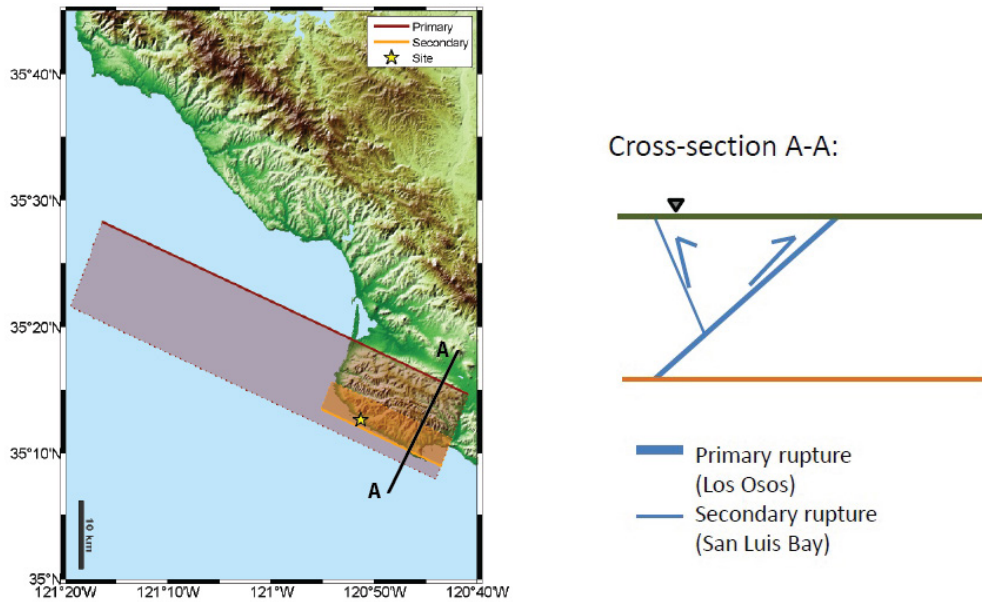 Primary
Secondary
Site
35°40'N
35°30'N
35°20'N
35°10'N
35°N
121°20'W
121°10'W
121°W
120°50'W
120°40'W
A
A
10 km
Cross-section A-A:
Primary rupture
(Los Osos)
Secondary rupture
(San Luis Bay)